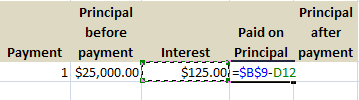 Principal Principal
before Paid on after
Payment payment Interest Principal payment
1 $25,000.00 $125.00 =$B$9-D12